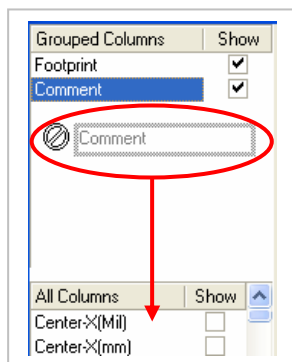 Grouped Columns Show
Footprint
Comment
Comment
All Columns Show
Center-X(Mil)
Center-X(mm)